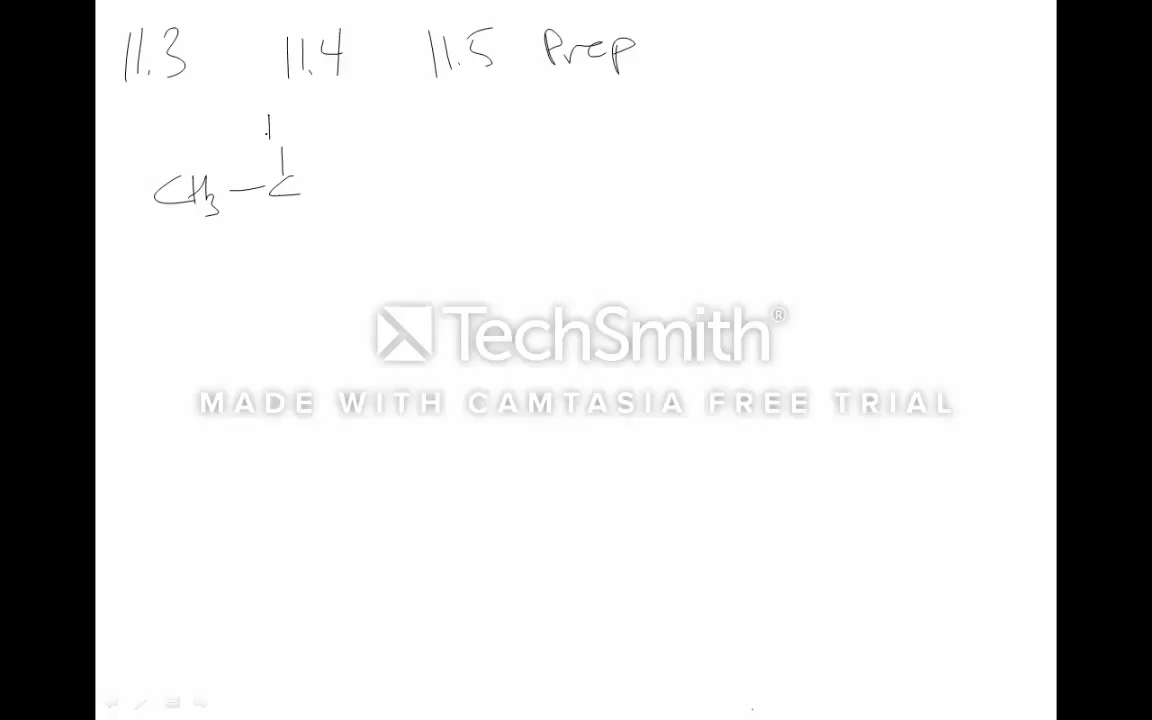 11.3 11.4 11.5 Prep
CH3 — C
TechSmith®
MADE WITH CAMTASIA FREE TRIAL